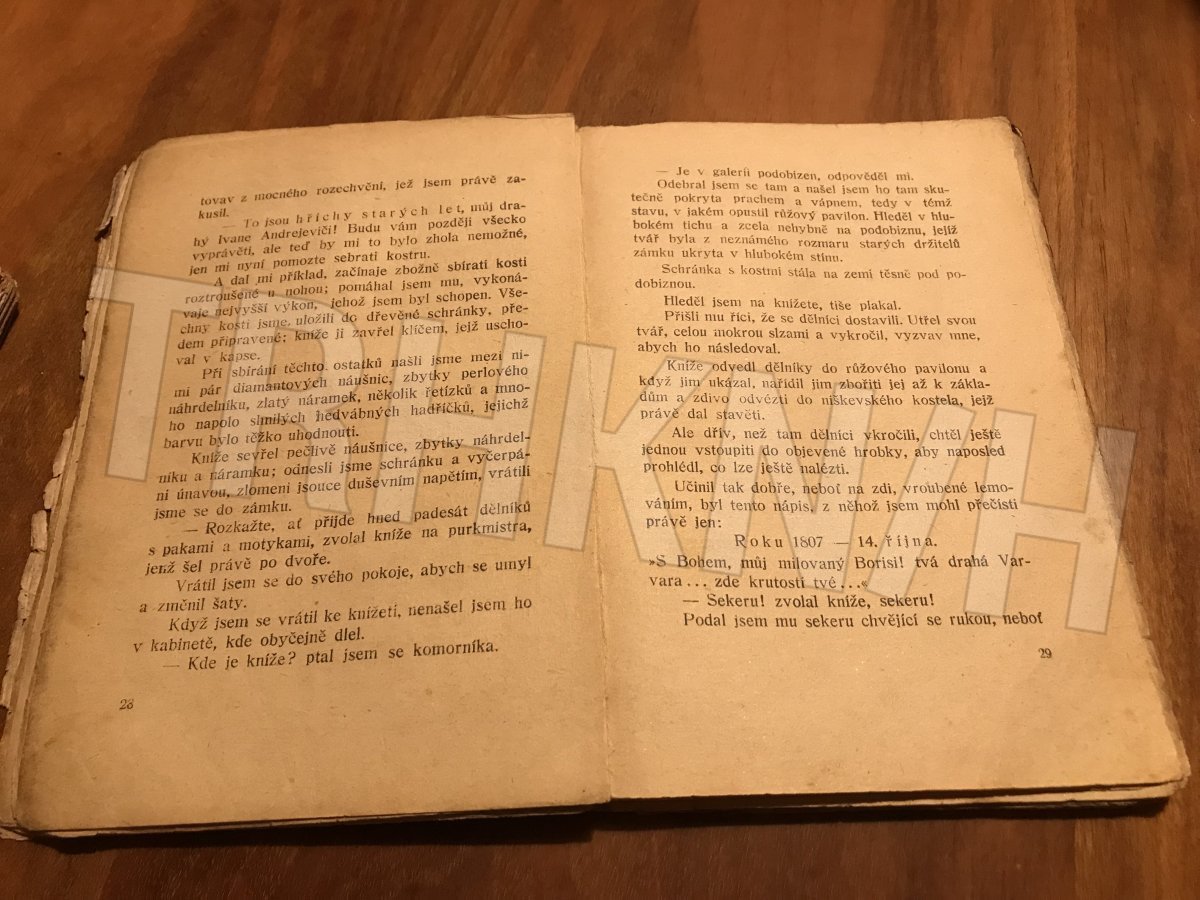 tovav z mocného rozechvění, jež jsem právě za-
kusil.
— To jsou hříchy starých let, můj dra-
hý Ivane Andrejeviči! Budu vám později všecko
vyprávěti, ale teď by mi to bylo zhola nemožné,
jen mi nyní pomozte sebrati kostru.
A dal mi příklad, začínaje zbožně sbírati kosti
roztroušené u nohou; pomáhal jsem mu, vykoná-
vaje nejvyšší výkon, jehož jsem byl schopen. Vše-
chny kosti jsme uložili do dřevěné schránky, pře-
dem připravené; kníže ji zavřel klíčem, jejž uscho-
val v kapse.
Při sbírání těchto ostatků našli jsme mezi ni-
mi pár diamantových náušnic, zbytky perlového
náhrdelníku, zlatý náramek, několik řetízků a mno-
ho napolo shnilých hedvábných hadříčků, jejichž
barvu bylo těžko uhodnouti.
Kníže sevřel pečlivě náušnice, zbytky náhrdel-
níku a náramku; odnesli jsme schránku a vyčerpá-
ni únavou, zlomeni jsouce duševním napětím, vrátili
jsme se do zámku.
— Rozkažte, ať přijde hned padesát dělníků
s pakami a motykami, zvolal kníže na purkmistra,
jenž šel právě po dvoře.
Vrátil jsem se do svého pokoje, abych se umyl
a změnil šaty.
Když jsem se vrátil ke knížeti, nenašel jsem ho
v kabinetě, kde obyčejně dlel.
— Kde je kníže? ptal jsem se komorníka.
28
— Je v galerii podobizen, odpověděl mi.
Odebral jsem se tam a našel jsem ho tam sku-
tečně pokryta prachem a vápnem, tedy v témž
stavu, v jakém opustil růžový pavilon. Hleděl v hlu-
bokém tichu a zcela nehybně na podobiznu, jejíž
tvář byla z neznámého rozmaru starých držitelů
zámku ukryta v hlubokém stínu.
Schránka s kostmi stála na zemi těsně pod po-
dobiznou.
Hleděl jsem na knížete, tiše plakal.
Přišli mu říci, že se dělníci dostavili. Utřel svou
tvář, celou mokrou slzami a vykročil, vyzvav mne,
abych ho následoval.
Kníže odvedl dělníky do růžového pavilonu a
když jim ukázal, nařídil jim zbořiti jej až k zákla-
dům a zdivo odvézti do niškevského kostela, jejž
právě dal stavěti.
Ale dřív, než tam dělníci vkročili, chtěl ještě
jednou vstoupiti do objevené hrobky, aby naposled
prohlédl, co lze ještě nalézti.
Učinil tak dobře, neboť na zdi, vroubené lemo-
váním, byl tento nápis, z něhož jsem mohl přečísti
právě jen:
Roku 1807 — 14. října.
»S Bohem, můj milovaný Borisi! tvá drahá Var-
vara... zde krutostí tvé...«
— Sekeru! zvolal kníže, sekeru!
Podal jsem mu sekeru chvějící se rukou, neboť
29
TRHKNIH